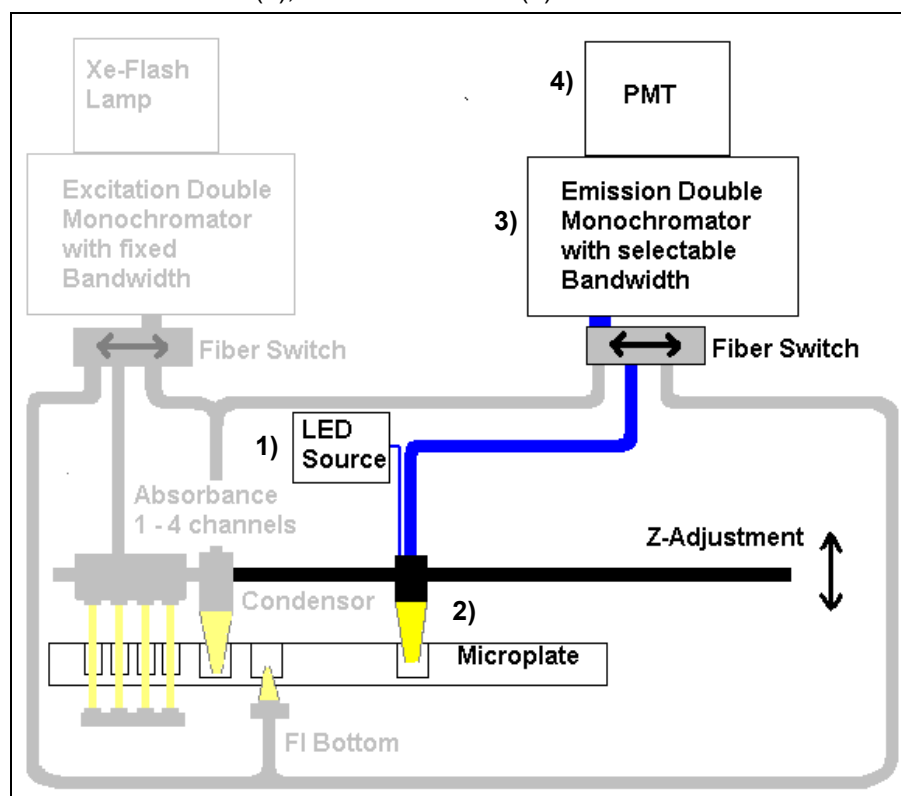 Xe-Flash
Lamp
4)
PMT
Excitation Double
Monochromator
with fixed
Bandwidth
3)
Emission Double
Monochromator
with selectable
Bandwidth
Fiber Switch
Fiber Switch
1)
LED
Source
Absorbance
1 - 4 channels
Z-Adjustment
Condensor
2)
Microplate
FI Bottom